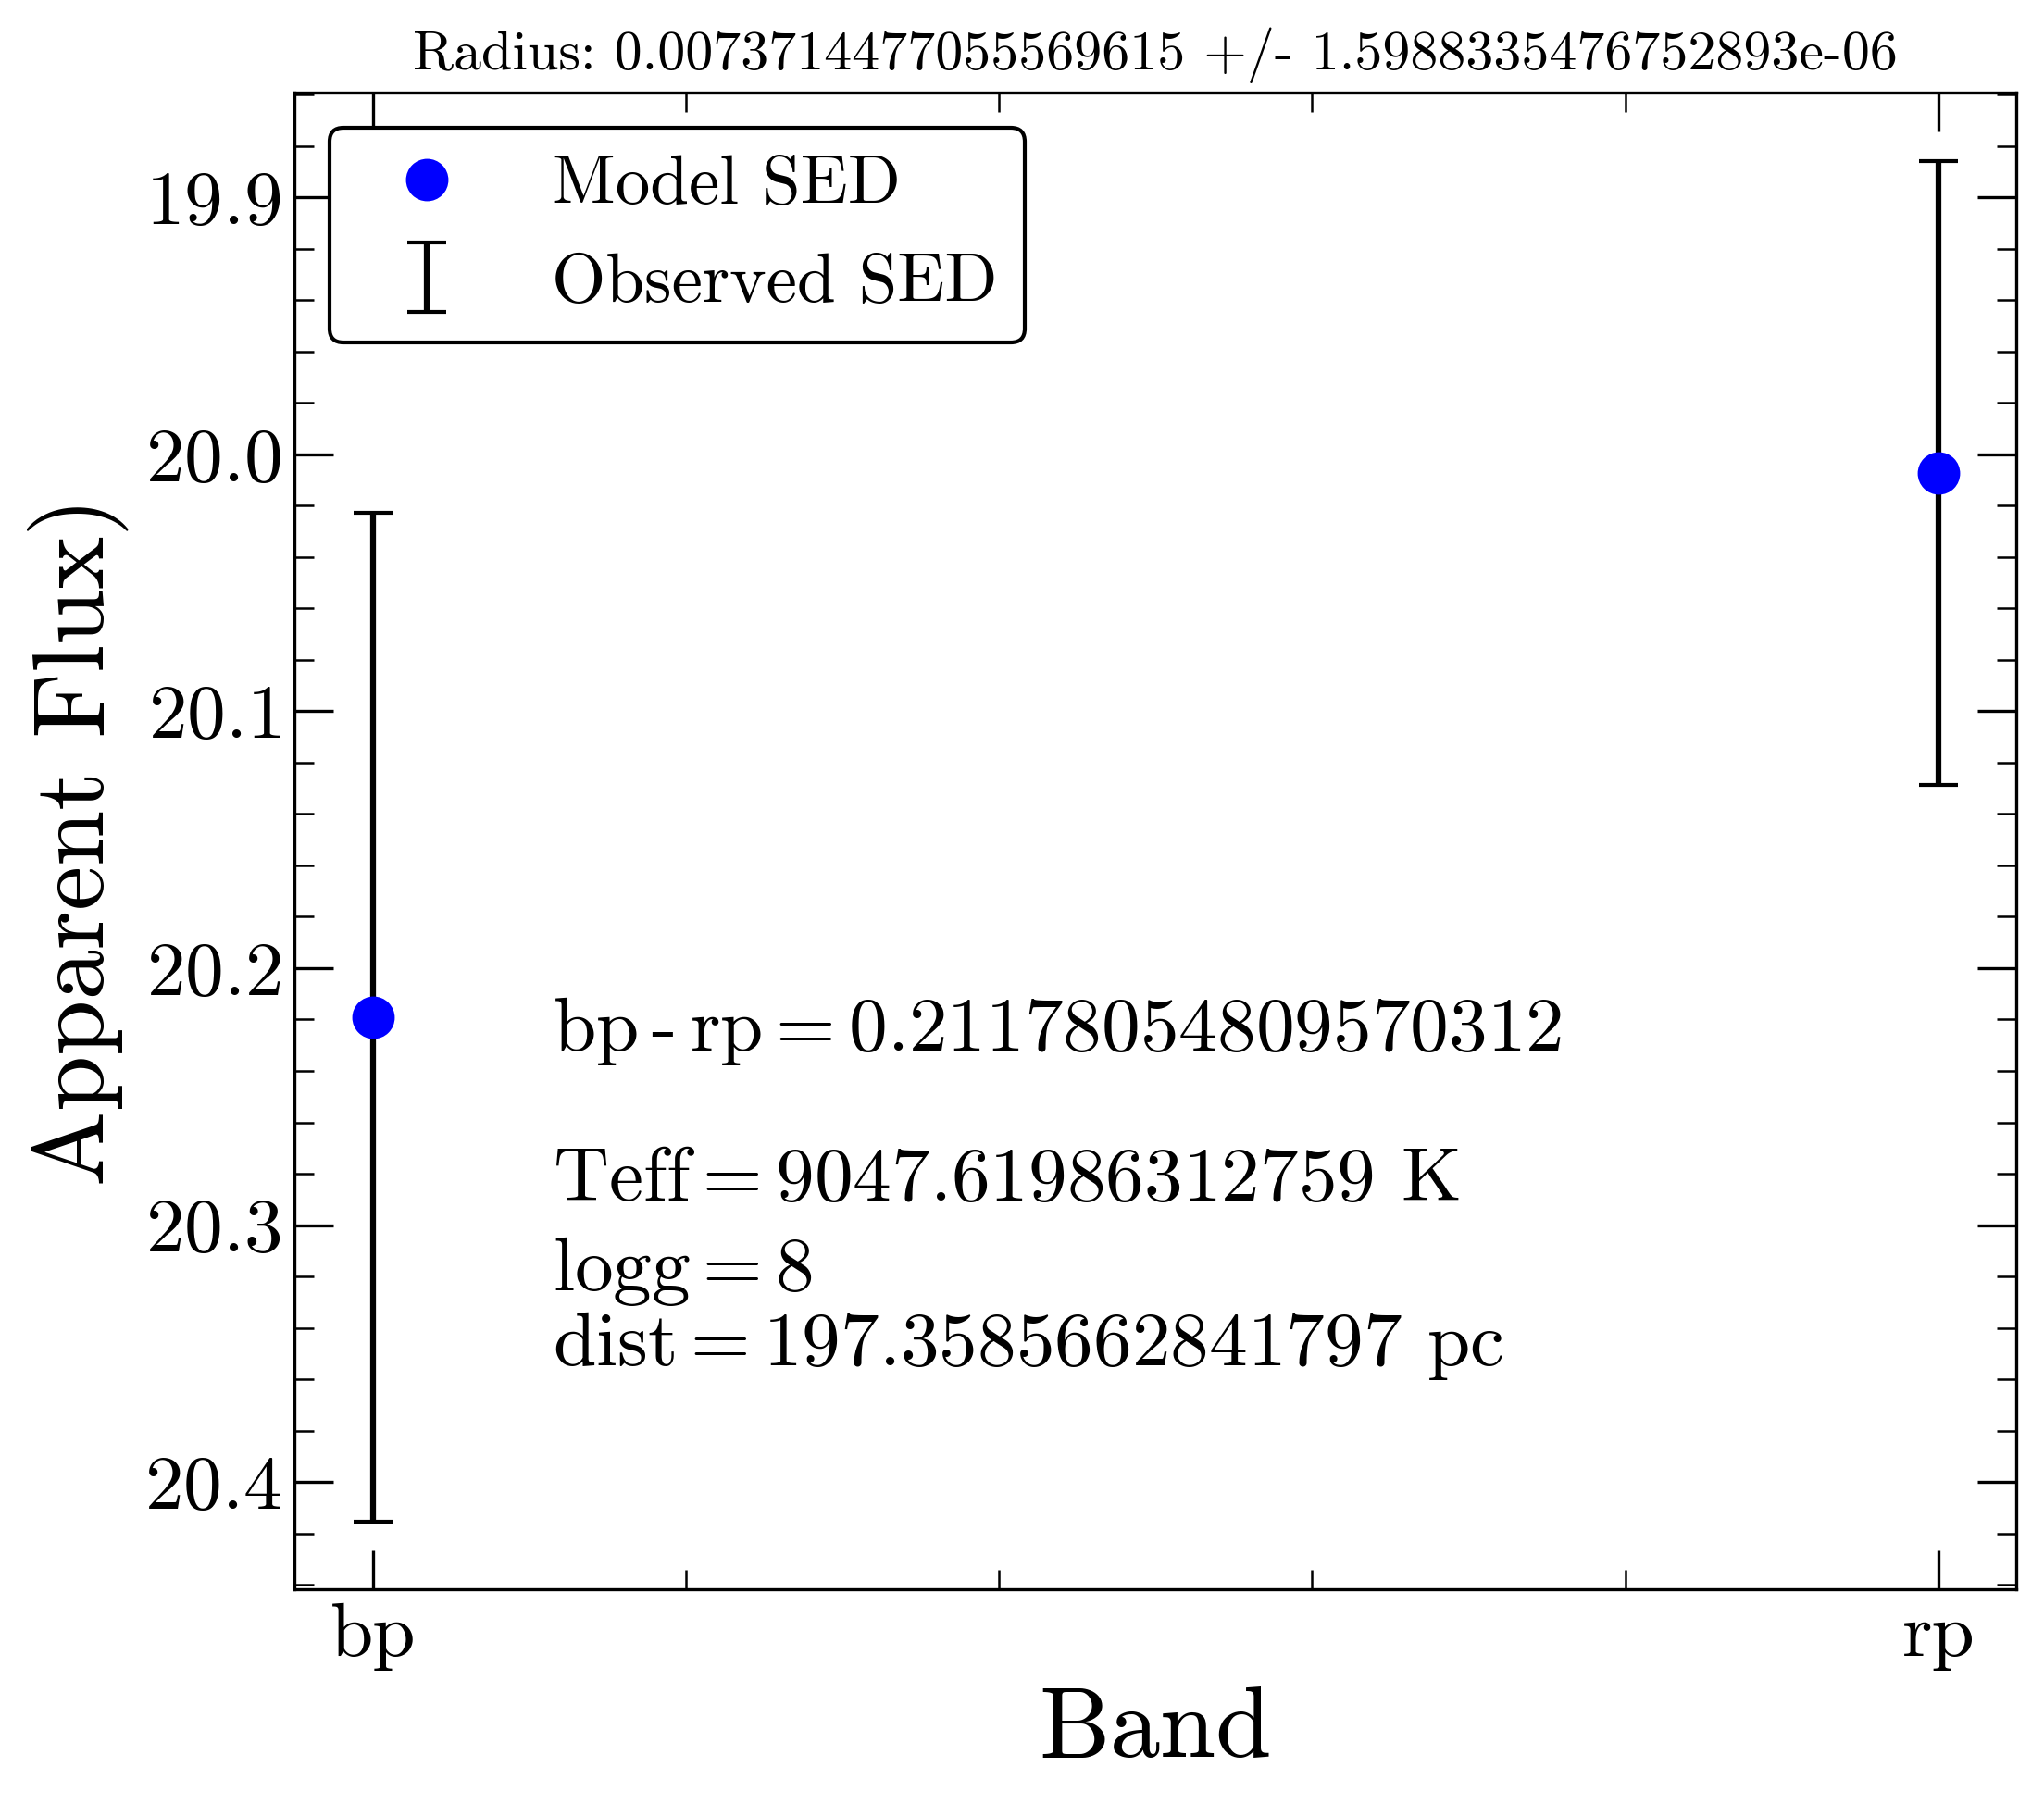 Radius: 0.0073714477055569615 +/- 1.5988335476752893e-06
Model SED
Observed SED
19.9
20.0
20.1
20.2
20.3
20.4
Apparent Flux)
bp - rp = 0.21178054809570312
Teff = 9047.61986312759 K
logg = 8
dist = 197.3585662841797 pc
bp
rp
Band